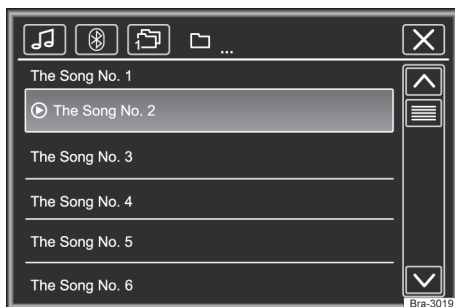 1
...
The Song No. 1
The Song No. 2
The Song No. 3
The Song No. 4
The Song No. 5
The Song No. 6
Bra-3019